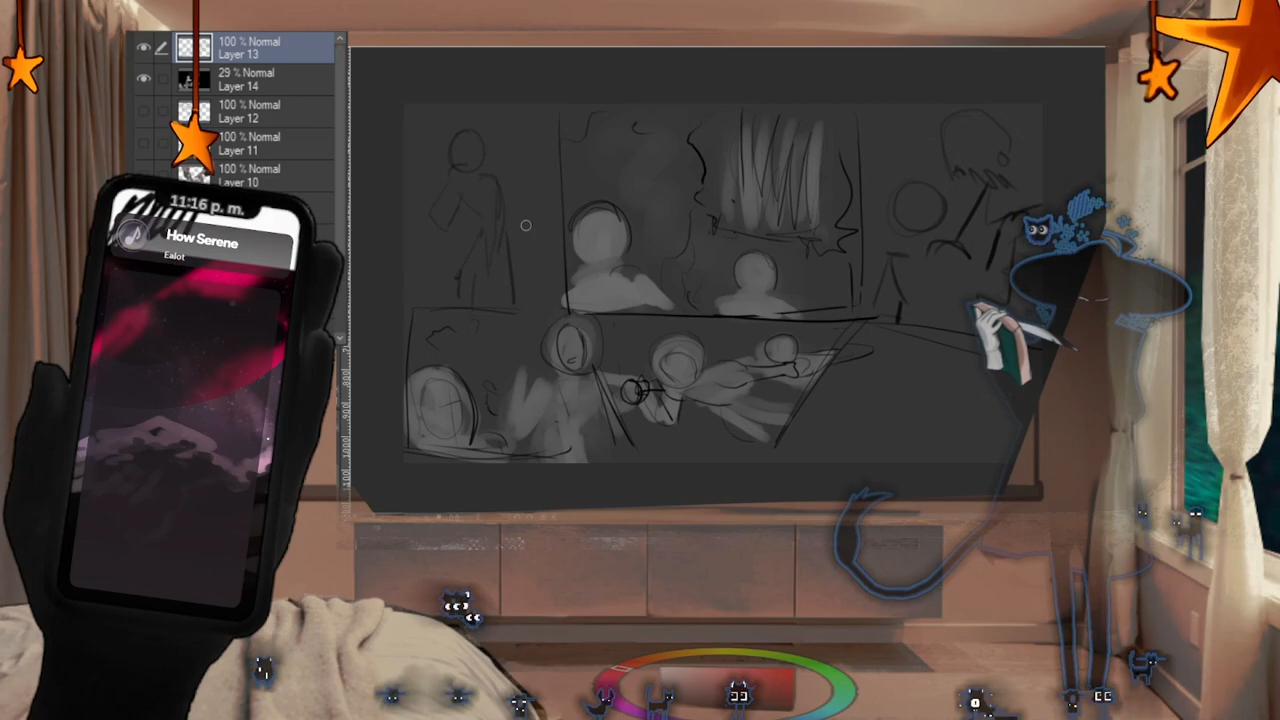 100 % Normal
Layer 13
29 % Normal
Layer 14
100 % Normal
Layer 12
100 % Normal
Layer 11
100 % Normal
Layer 10
11:16 p. m.
How Serene
Ealot